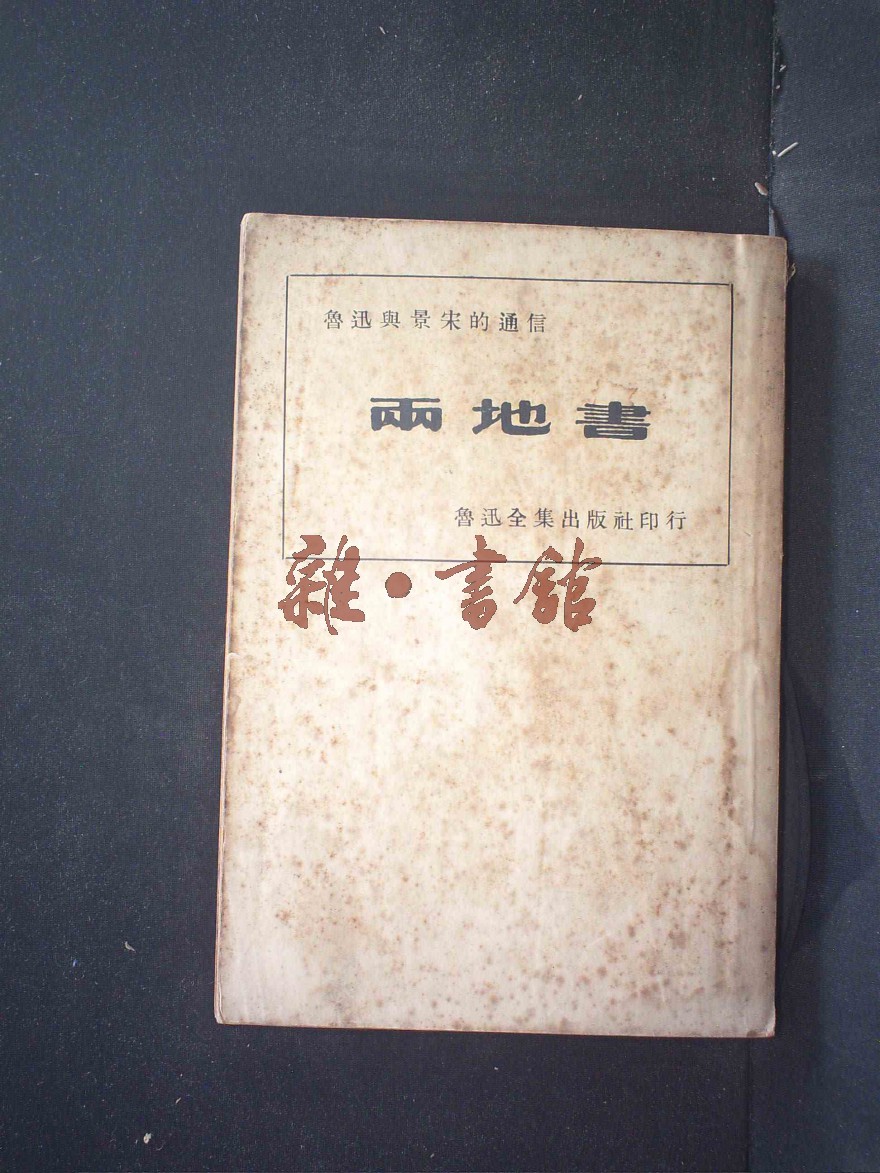 魯迅與景宋的通信
兩地書
魯迅全集出版社印行
雜·書館